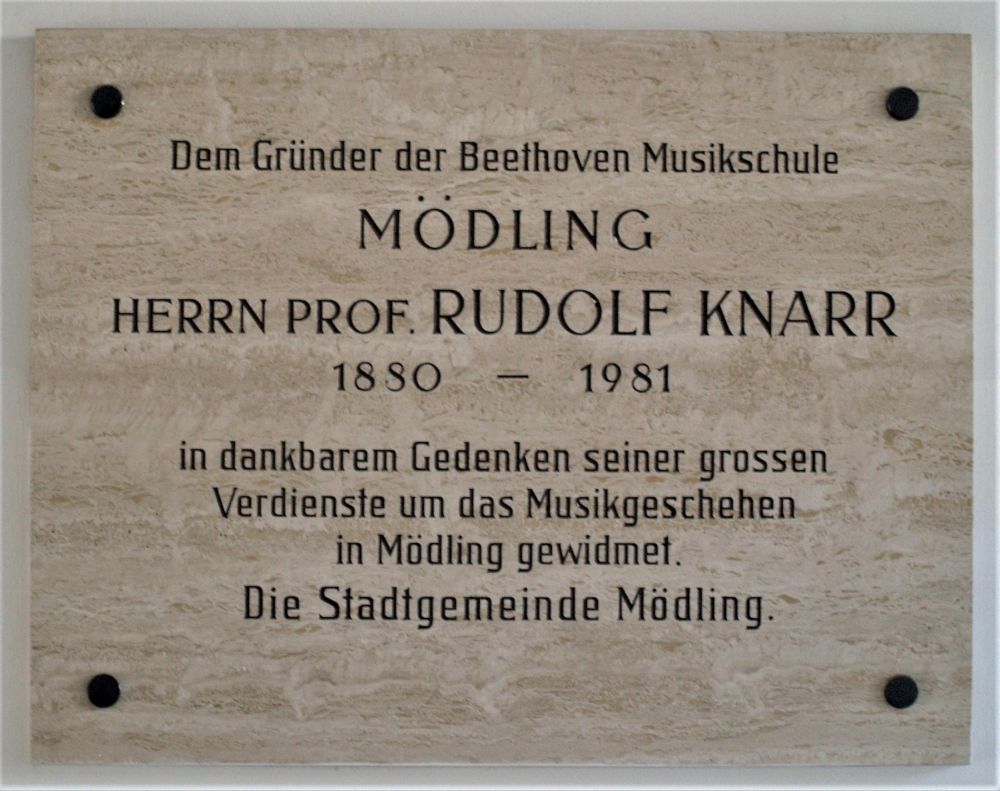 Dem Gründer der Beethoven Musikschule
MÖDLING
HERRN PROF. RUDOLF KNARR
1880 – 1981
in dankbarem Gedenken seiner grossen
Verdienste um das Musikgeschehen
in Mödling gewidmet.
Die Stadtgemeinde Mödling.